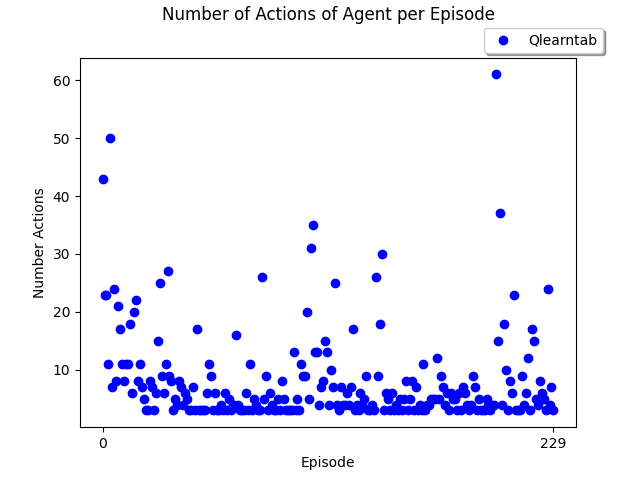 Number of Actions of Agent per Episode
Qlearntab
60
50
40
30
20
10
Number Actions
0
229
Episode